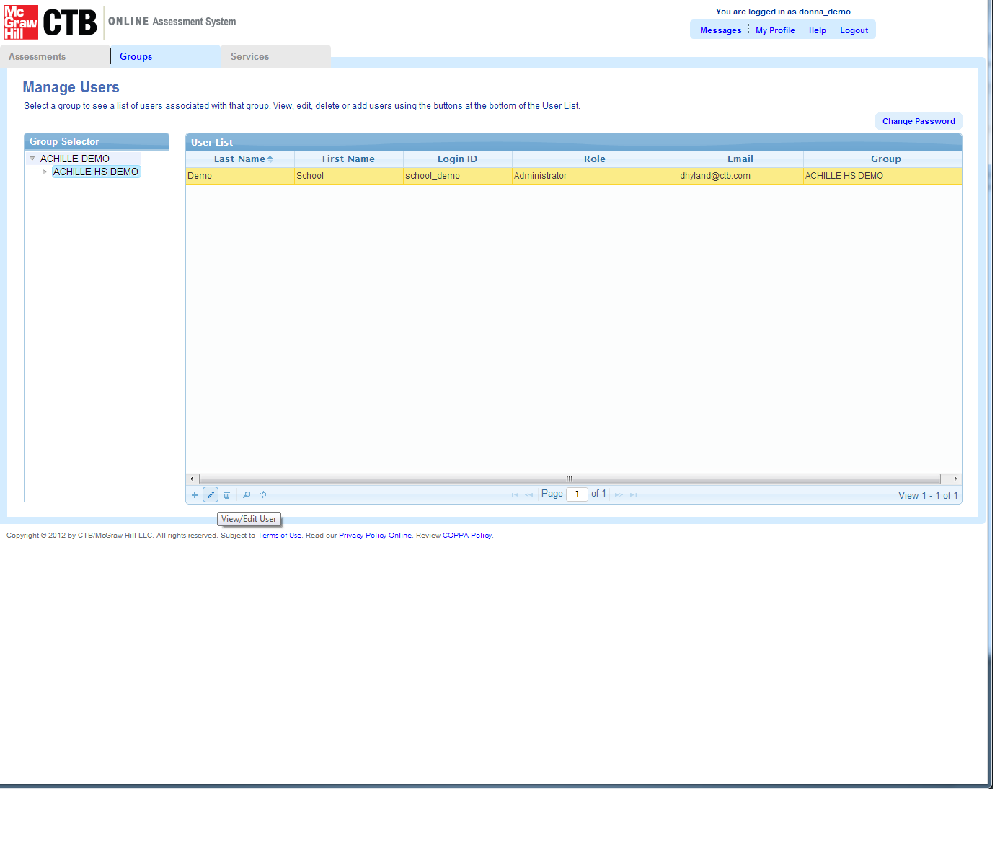 Mc
Graw
Hill
CTB
ONLINE Assessment System
You are logged in as donna_demo
Messages My Profile Help Logout
Assessments Groups Services
Manage Users
Select a group to see a list of users associated with that group. View, edit, delete or add users using the buttons at the bottom of the User List.
Change Password
Group Selector
ACHILLE DEMO
ACHILLE HS DEMO
User List
Last Name First Name Login ID Role Email Group
Demo School school_demo Administrator dhyland@ctb.com ACHILLE HS DEMO
Page 1 of 1
View 1 - 1 of 1
View/Edit User
Copyright © 2012 by CTB/McGraw-Hill LLC. All rights reserved. Subject to Terms of Use. Read our Privacy Policy Online. Review COPPA Policy.